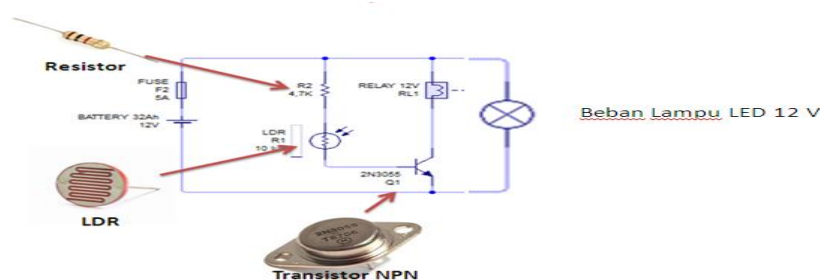 Resistor
FUSE
F2
5A
BATTERY 32Ah
12V
R2
4,7K
RELAY 12V
RL1
LDR
R1
10
2N3055
Q1
Beban Lampu LED 12 V
LDR
2N3055
Transistor NPN